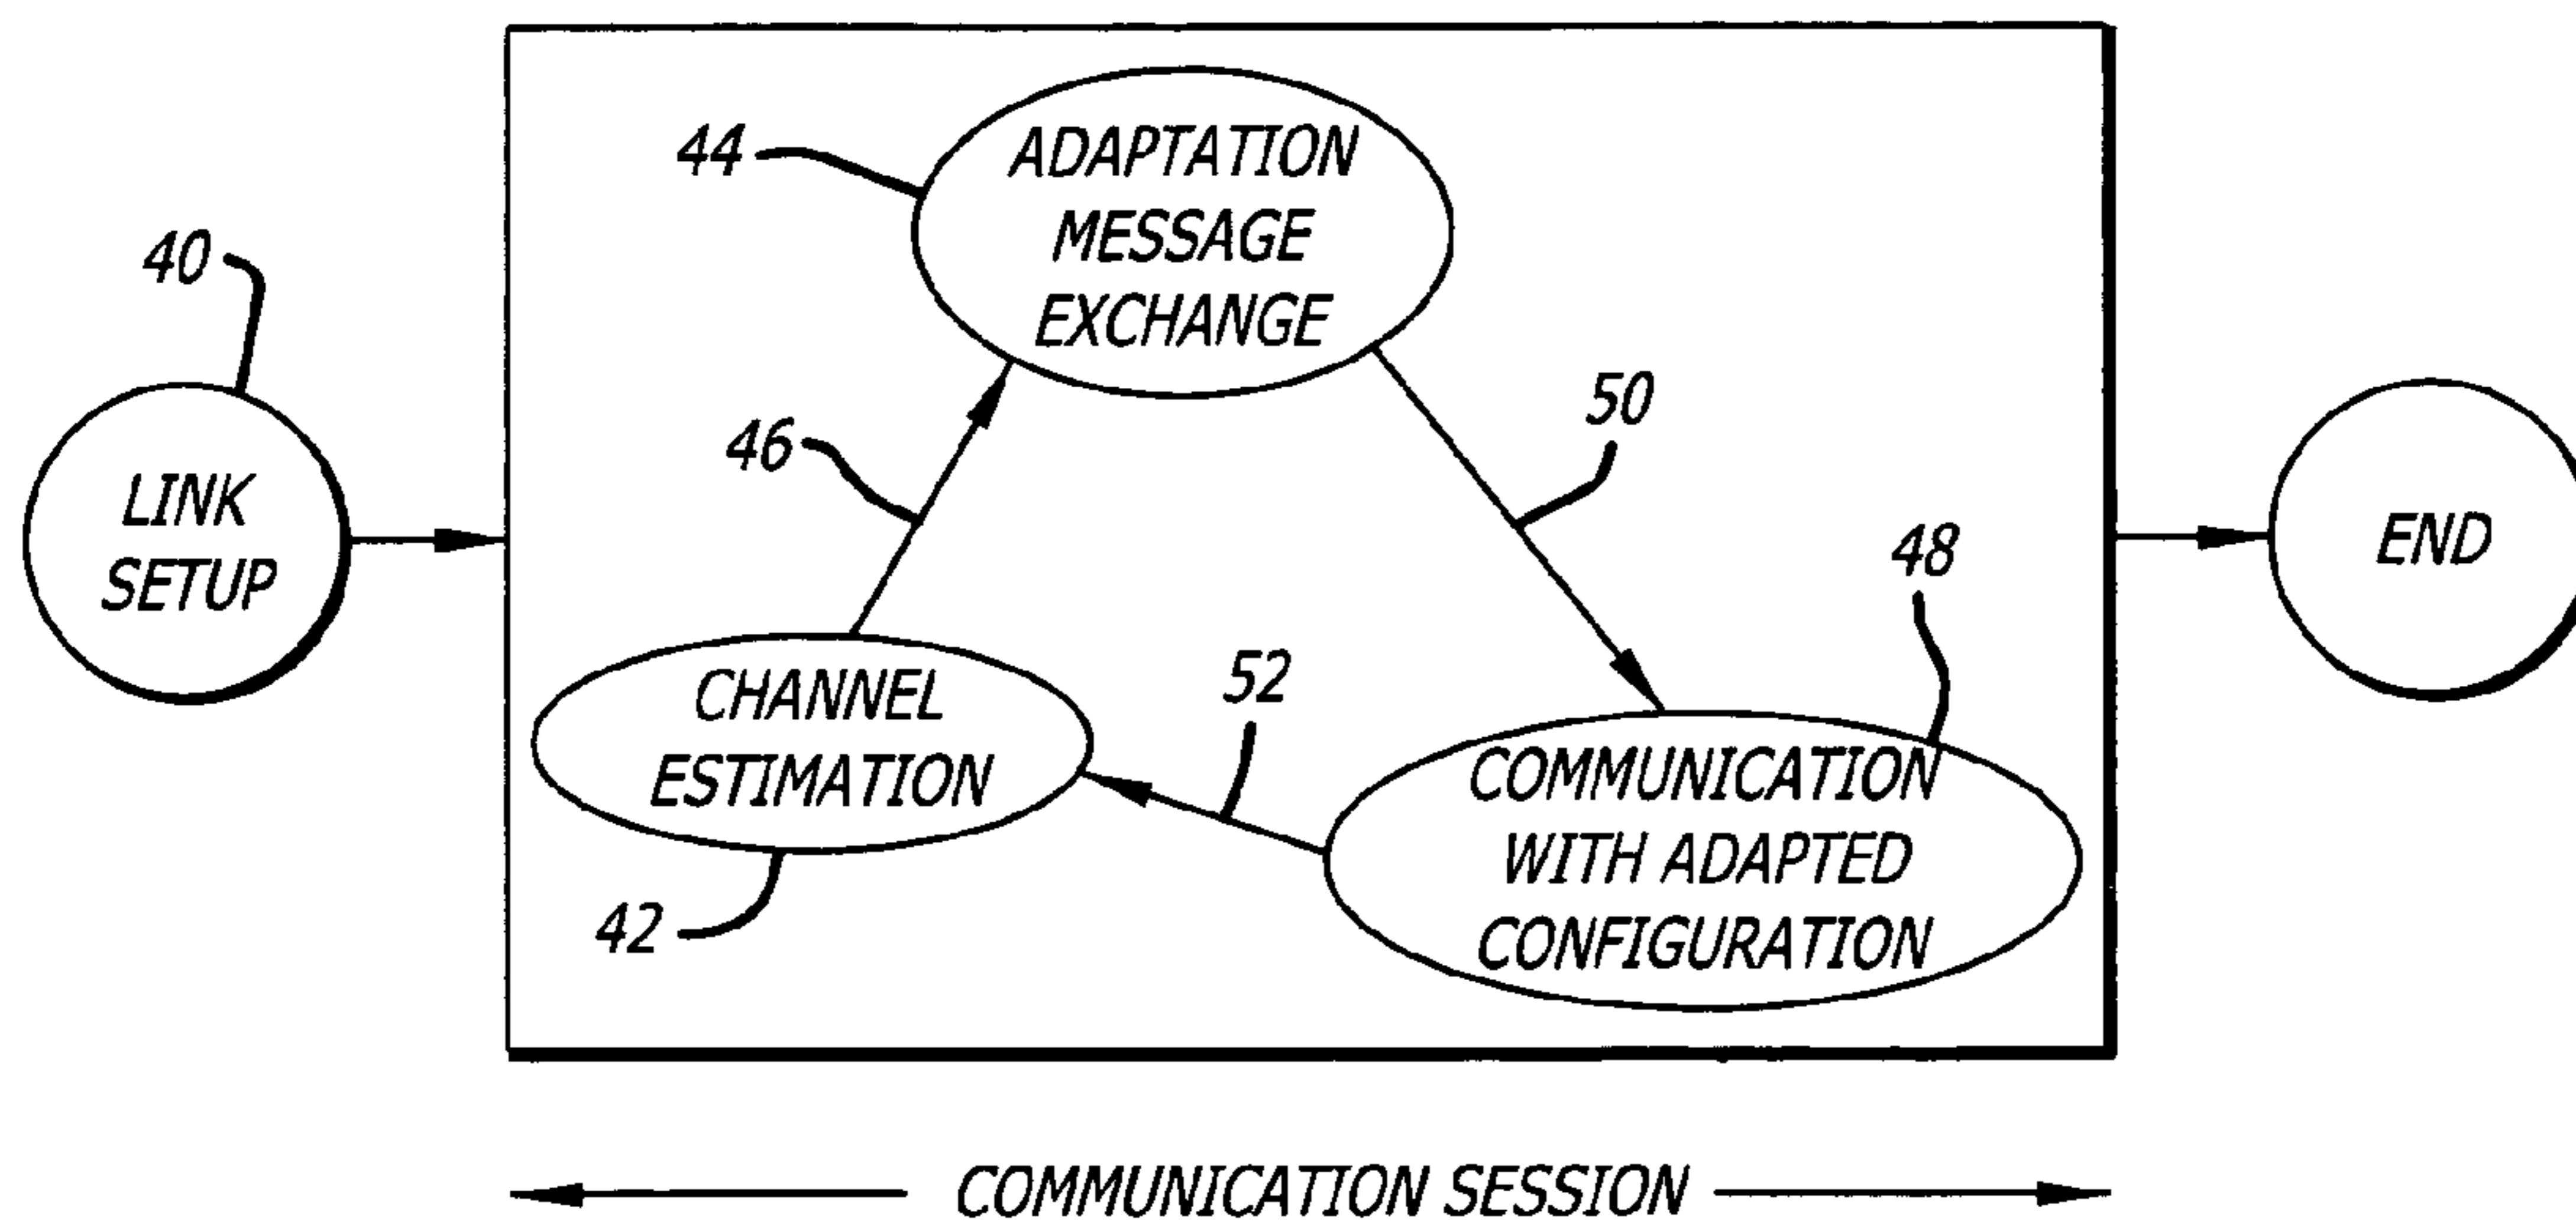 44
ADAPTATION
MESSAGE
EXCHANGE
40
LINK
SETUP
46
50
48
END
CHANNEL
ESTIMATION
52
COMMUNICATION
WITH ADAPTED
CONFIGURATION
42
COMMUNICATION SESSION